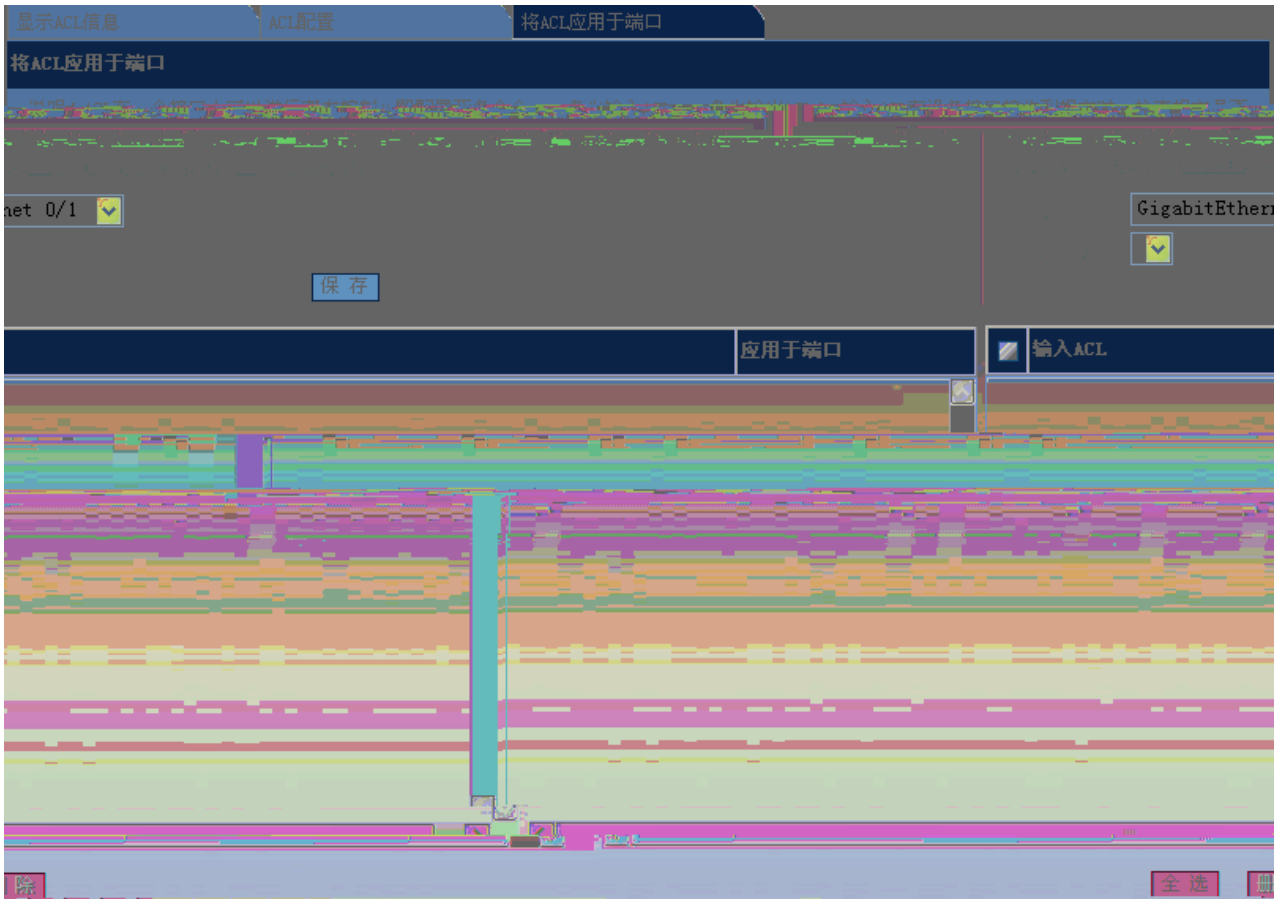 显示ACL信息 ACL配置 将ACL应用于端口
将ACL应用于端口
net 0/1 GigabitEthern
保 存
应用于端口 输入ACL
除 全 选 删